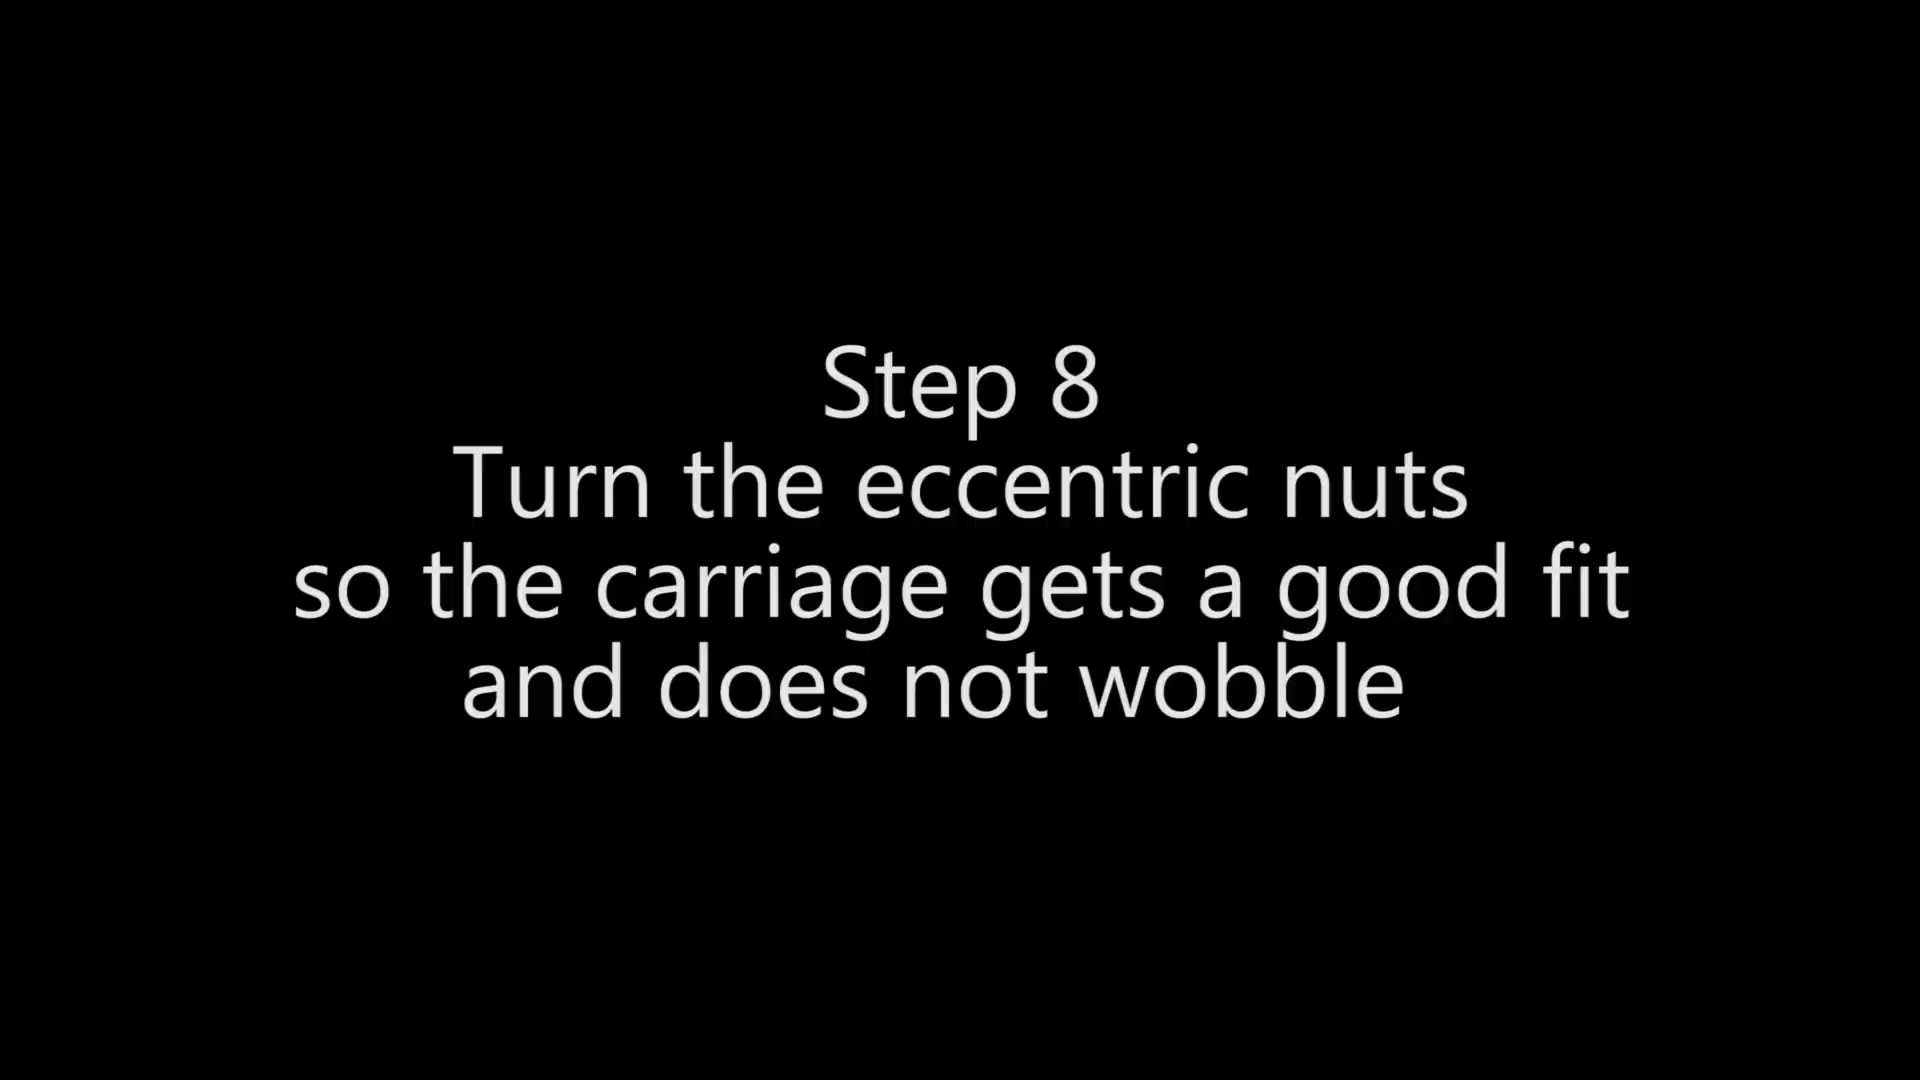 Step 8
Turn the eccentric nuts
so the carriage gets a good fit
and does not wobble